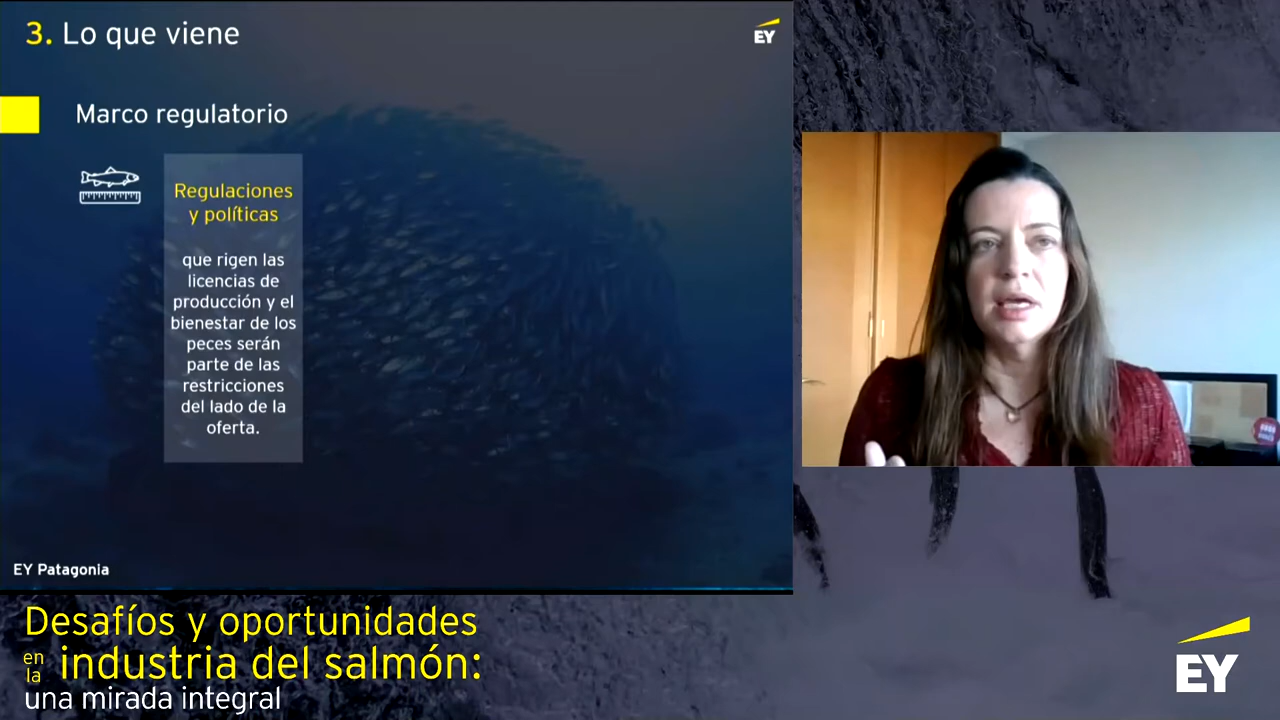 3. Lo que viene
EY
Marco regulatorio
Regulaciones
y políticas
que rigen las
licencias de
producción y el
bienestar de los
peces serán
parte de las
restricciones
del lado de la
oferta.
EY Patagonia
Desafíos y oportunidades
en la industria del salmón:
una mirada integral
EY